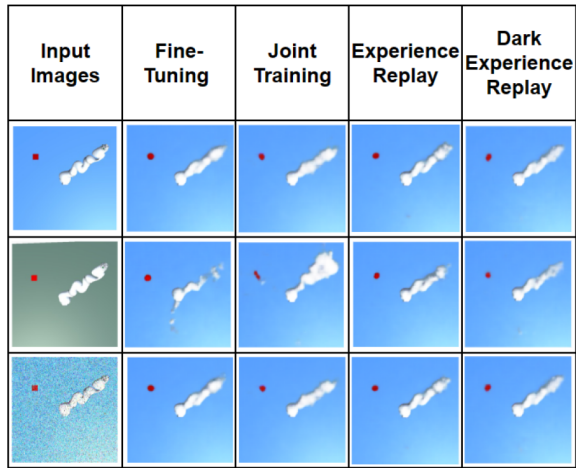 Input
Images
Fine-
Tuning
Joint
Training
Experience
Replay
Dark
Experience
Replay